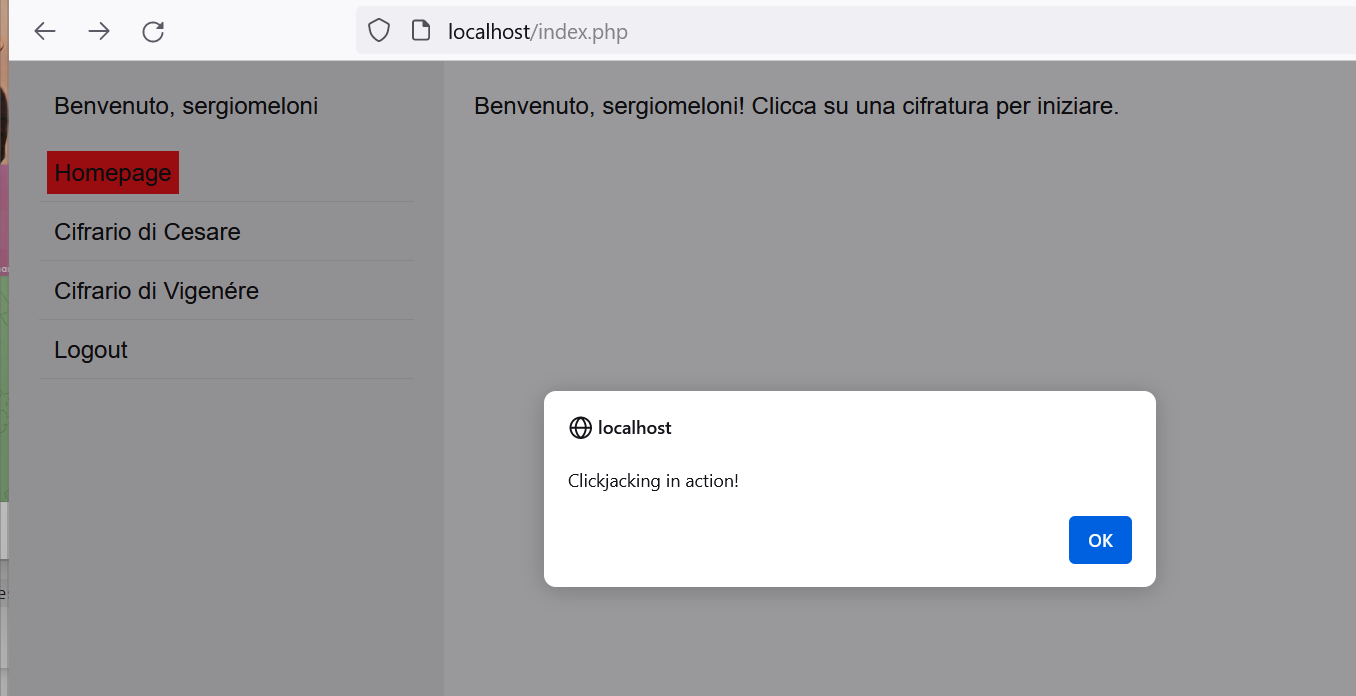 localhost/index.php
Benvenuto, sergiomeloni
Homepage
Cifrario di Cesare
Cifrario di Vigenére
Logout
Benvenuto, sergiomeloni! Clicca su una cifratura per iniziare.
localhost
Clickjacking in action!
OK